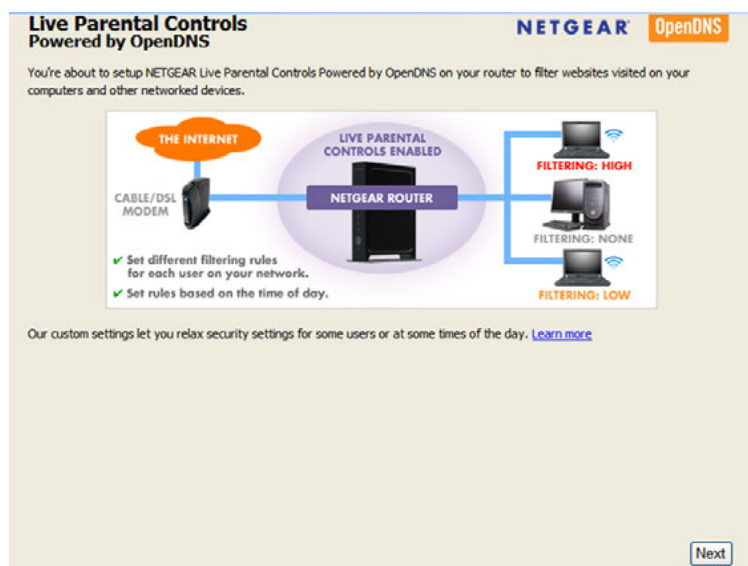 Live Parental Controls
Powered by OpenDNS
NETGEAR
OpenDNS
You're about to setup NETGEAR Live Parental Controls Powered by OpenDNS on your router to filter websites visited on your
computers and other networked devices.
THE INTERNET
CABLE/DSL
MODEM
LIVE PARENTAL
CONTROLS ENABLED
NETGEAR ROUTER
FILTERING: HIGH
FILTERING: NONE
FILTERING: LOW
✔ Set different filtering rules
for each user on your network.
✔ Set rules based on the time of day.
Our custom settings let you relax security settings for some users or at some times of the day. Learn more
Next